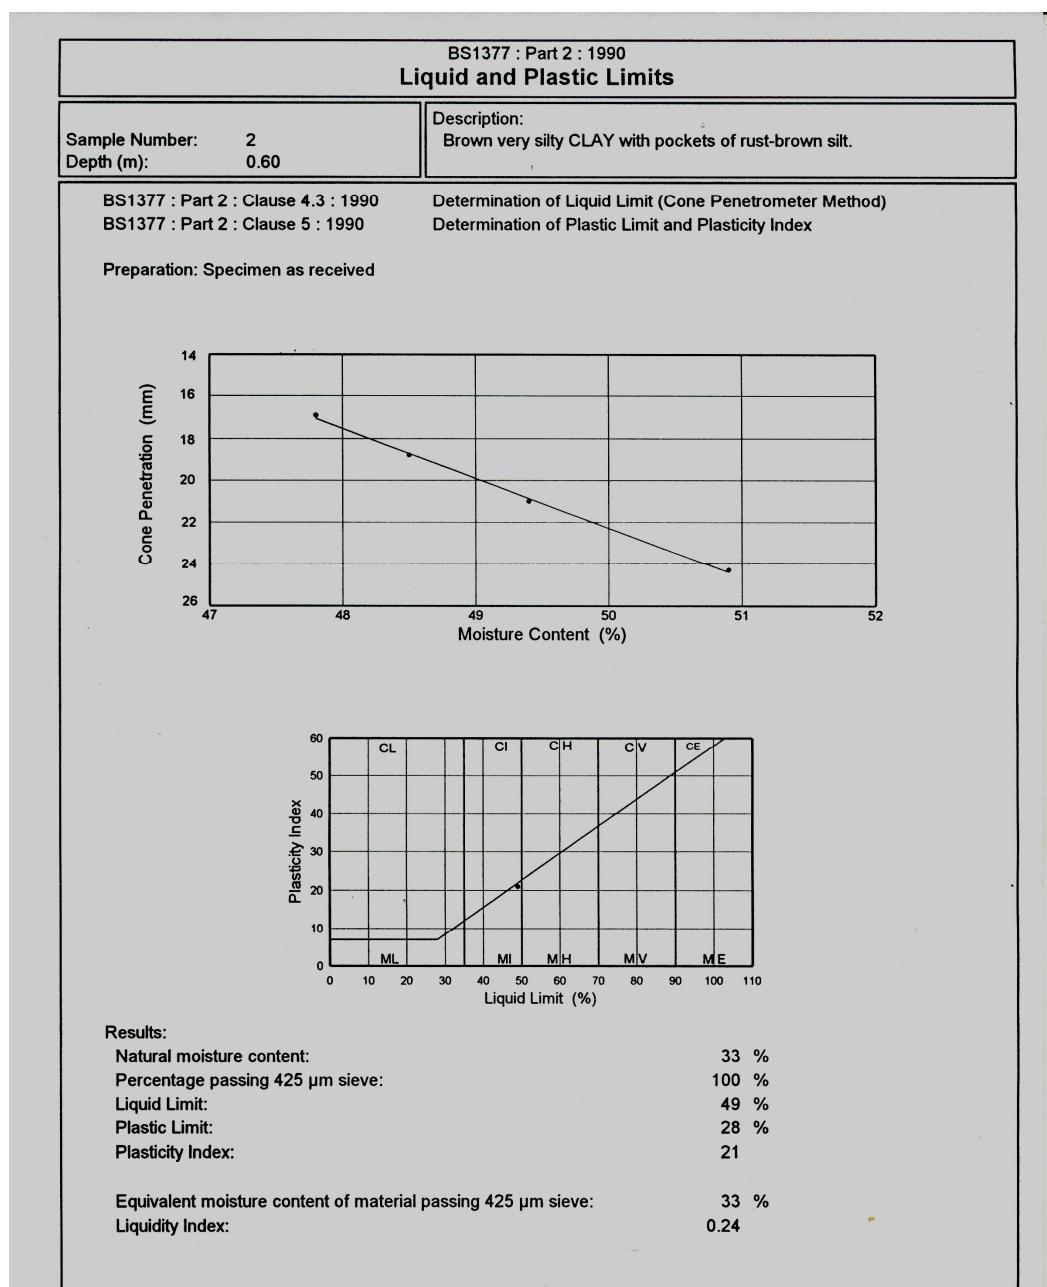 BS1377 : Part 2 : 1990
Liquid and Plastic Limits
Sample Number: 2
Depth (m): 0.60
Description:
Brown very silty CLAY with pockets of rust-brown silt.
BS1377 : Part 2 : Clause 4.3 : 1990 Determination of Liquid Limit (Cone Penetrometer Method)
BS1377 : Part 2 : Clause 5 : 1990 Determination of Plastic Limit and Plasticity Index
Preparation: Specimen as received
Cone Penetration (mm)
14
16
18
20
22
24
26
47 48 49 50 51 52
Moisture Content (%)
Plasticity Index
60
50
40
30
20
10
0
CL CI CH CV CE
ML MI MH MV ME
0 10 20 30 40 50 60 70 80 90 100 110
Liquid Limit (%)
Results:
Natural moisture content: 33 %
Percentage passing 425 µm sieve: 100 %
Liquid Limit: 49 %
Plastic Limit: 28 %
Plasticity Index: 21
Equivalent moisture content of material passing 425 µm sieve: 33 %
Liquidity Index: 0.24